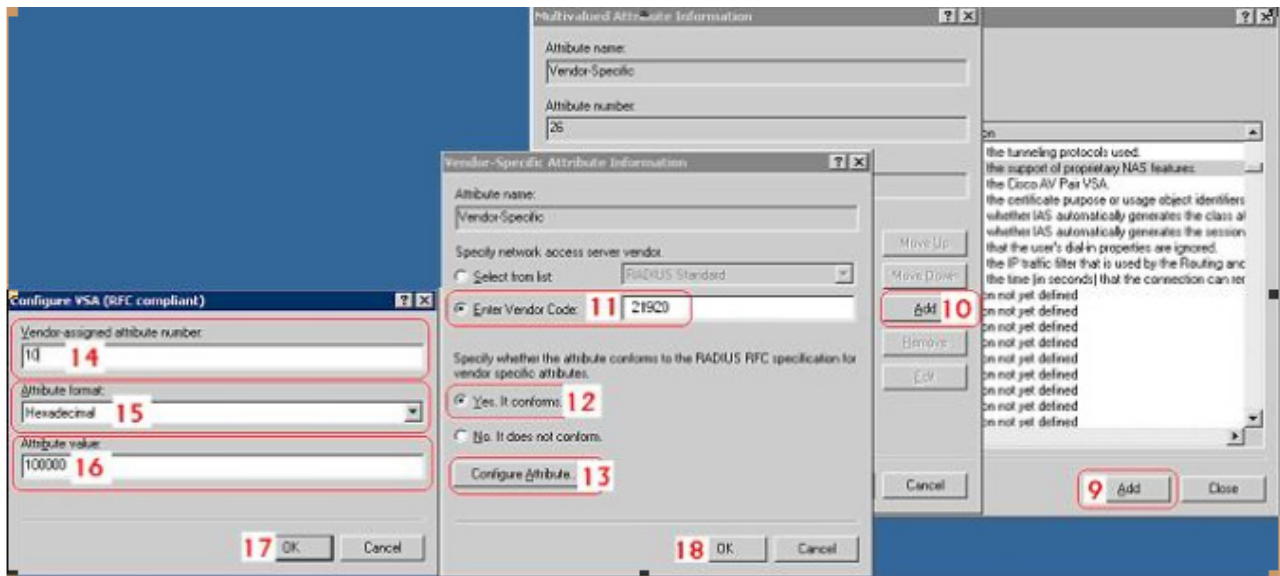 Multivalued Attribute Information
Attribute name:
Vendor-Specific
Attribute number:
26
Move Up
Move Down
Add 10
Remove
Edit
Cancel
on
the tunneling protocols used.
the support of proprietary NAS features.
the Cisco AV Pair VSA.
the certificate purpose or usage object identifiers
whether IAS automatically generates the class at
whether IAS automatically generates the session
that the user's dial-in properties are ignored.
the IP traffic filter that is used by the Routing and
the time (in seconds) that the connection can rem
on not yet defined
on not yet defined
on not yet defined
on not yet defined
on not yet defined
on not yet defined
on not yet defined
on not yet defined
on not yet defined
9 Add
Close
Vendor-Specific Attribute Information
Attribute name:
Vendor-Specific
Specify network access server vendor.
Select from list:
RADIUS Standard
Enter Vendor Code: 11 21920
Specify whether the attribute conforms to the RADIUS RFC specification for
vendor specific attributes.
Yes. It conforms. 12
No. It does not conform.
Configure Attribute... 13
18 OK
Cancel
Configure VSA (RFC compliant)
Vendor-assigned attribute number:
10 14
Attribute format:
Hexadecimal 15
Attribute value:
100000 16
17 OK
Cancel